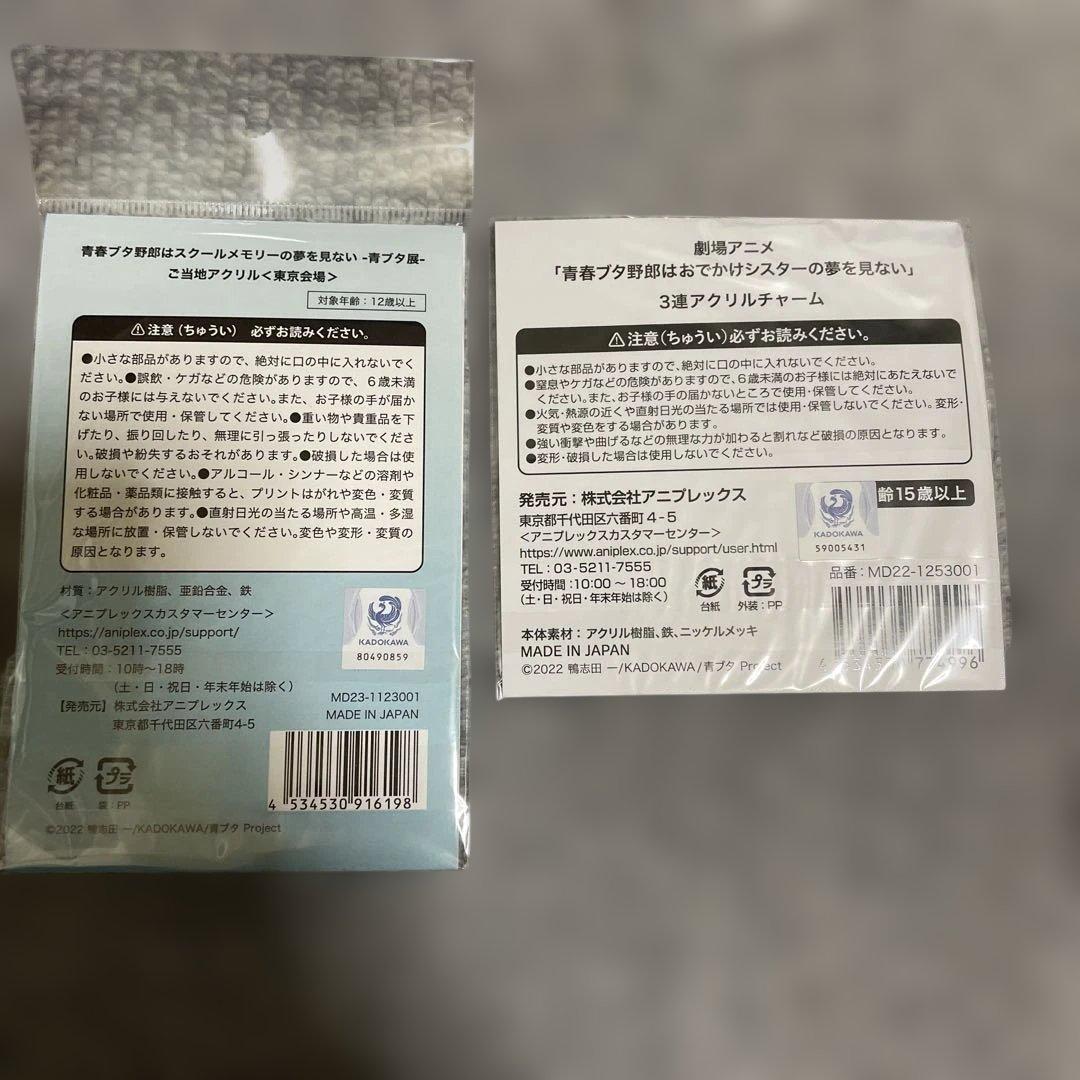 青春ブタ野郎はスクールメモリーの夢を見ない -青ブタ展-
ご当地アクリル＜東京会場＞
対象年齢：12歳以上
⚠注意（ちゅうい） 必ずお読みください。
●小さな部品がありますので、絶対に口の中に入れないでく
ださい。●誤飲・ケガなどの危険がありますので、６歳未満
のお子様には与えないでください。また、お子様の手が届か
ない場所で使用・保管してください。●重い物や貴重品を下
げたり、振り回したり、無理に引っ張ったりしないでくださ
い。破損や紛失するおそれがあります。●破損した場合は使
用しないでください。●アルコール・シンナーなどの溶剤や
化粧品・薬品類に接触すると、プリントはがれや変色・変質
する場合があります。●直射日光の当たる場所や高温・多湿
な場所に放置・保管しないでください。変色や変形・変質の
原因となります。
材質：アクリル樹脂、亜鉛合金、鉄
＜アニプレックスカスタマーセンター＞
https://aniplex.co.jp/support/
TEL：03-5211-7555
受付時間：10時〜18時
（土・日・祝日・年末年始は除く）
【発売元】株式会社アニプレックス
東京都千代田区六番町4-5
KADOKAWA
80490859
MD23-1123001
MADE IN JAPAN
4 534530 916198
紙
プラ
台紙
袋：PP
©2022 鴨志田 一/KADOKAWA/青ブタ Project
劇場アニメ
「青春ブタ野郎はおでかけシスターの夢を見ない」
3連アクリルチャーム
⚠注意（ちゅうい）必ずお読みください。
●小さな部品がありますので、絶対に口の中に入れないでください。
●窒息やケガなどの危険がありますので、６歳未満のお子様には絶対にあたえないで
ください。また、お子様の手の届かないところで使用・保管してください。
●火気・熱源の近くや直射日光の当たる場所では使用・保管しないでください。変形・
変質や変色をする場合があります。
●強い衝撃や曲げるなどの無理な力が加わると割れなど破損の原因となります。
●変形・破損した場合は使用しないでください。
発売元：株式会社アニプレックス
東京都千代田区六番町４-５
＜アニプレックスカスタマーセンター＞
https://www.aniplex.co.jp/support/user.html
TEL：03-5211-7555
受付時間：10:00 〜 18:00
（土・日・祝日・年末年始は除く）
KADOKAWA
59005431
齢15歳以上
品番：MD22-1253001
紙
プラ
台紙
外装：PP
本体素材：アクリル樹脂、鉄、ニッケルメッキ
MADE IN JAPAN
©2022 鴨志田 一/KADOKAWA/青ブタ Project